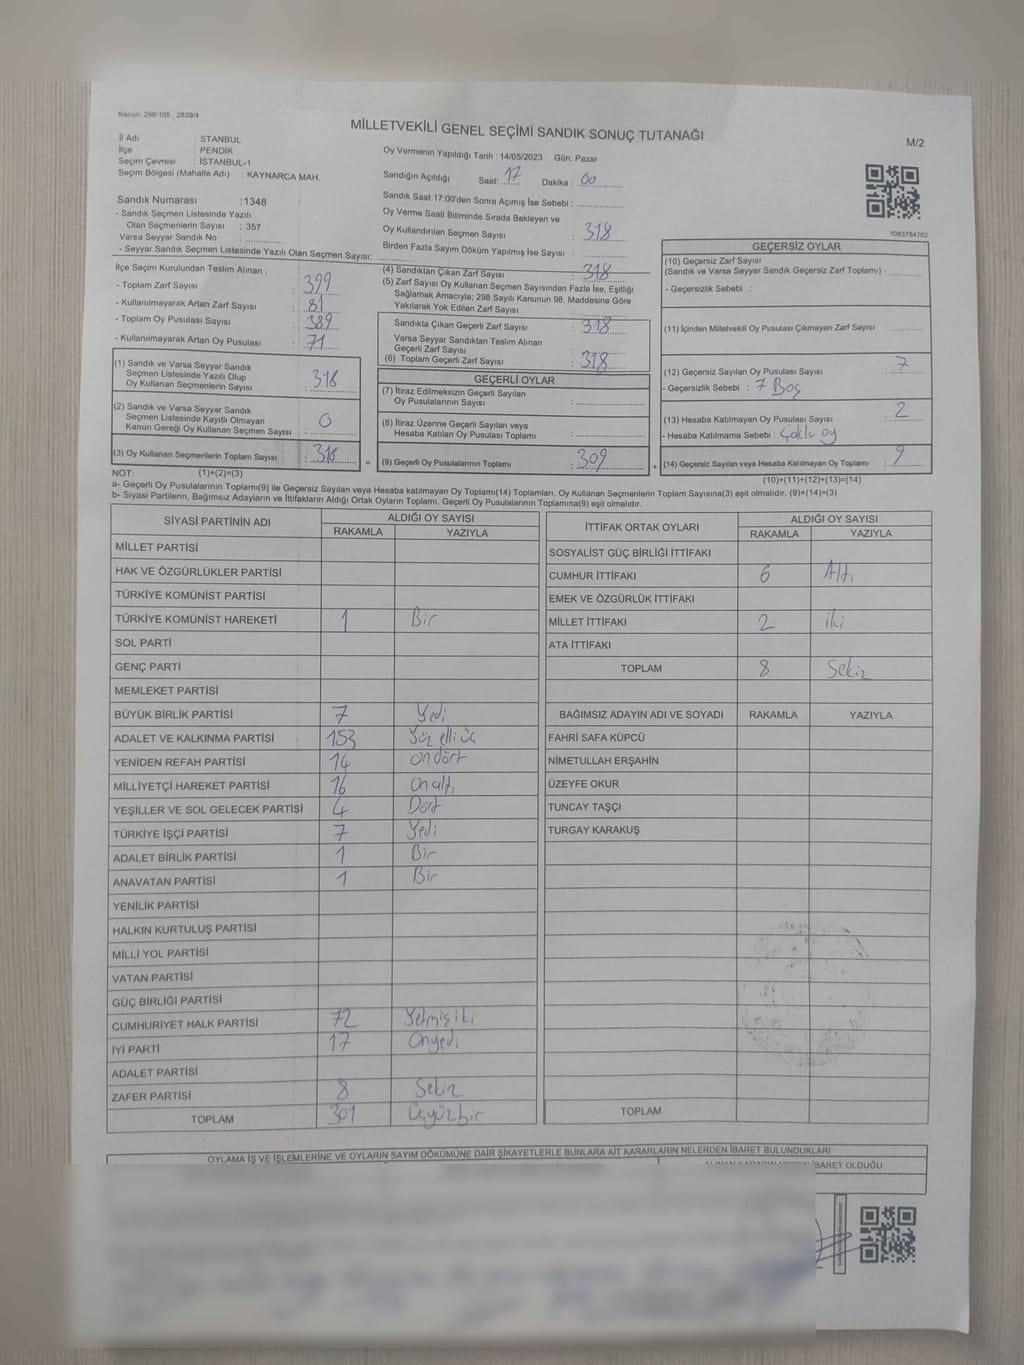 Kanun: 298/105 , 2839/4
MİLLETVEKİLİ GENEL SEÇİMİ SANDIK SONUÇ TUTANAĞI
M/2
İl Adı : STANBUL
İlçe : PENDİK
Seçim Çevresi : İSTANBUL-1
Seçim Bölgesi (Mahalle Adı) : KAYNARCA MAH.
Sandık Numarası :1348
- Sandık Seçmen Listesinde Yazılı
Olan Seçmenlerin Sayısı : 357
Varsa Seyyar Sandık No :
- Seyyar Sandık Seçmen Listesinde Yazılı Olan Seçmen Sayısı:
Oy Vermenin Yapıldığı Tarih : 14/05/2023 Gün: Pazar
Sandığın Açıldığı Saat: 17 Dakika : 00
Sandık Saat 17:00'den Sonra Açımış İse Sebebi :
Oy Verme Saati Bitiminde Sırada Bekleyen ve
Oy Kullandırılan Seçmen Sayısı : 318
Birden Fazla Sayım Döküm Yapılmış İse Sayısı :
1083784762
İlçe Seçim Kurulundan Teslim Alınan ;
- Toplam Zarf Sayısı : 399
- Kullanılmayarak Artan Zarf Sayısı : 81
- Toplam Oy Pusulası Sayısı : 389
- Kullanılmayarak Artan Oy Pusulası : 71
(1) Sandık ve Varsa Seyyar Sandık
Seçmen Listesinde Yazılı Olup
Oy Kullanan Seçmenlerin Sayısı : 318
(2) Sandık ve Varsa Seyyar Sandık
Seçmen Listesinde Kayıtlı Olmayan
Kanun Gereği Oy Kullanan Seçmen Sayısı : 0
(3) Oy Kullanan Seçmenlerin Toplam Sayısı : 318
(4) Sandıktan Çıkan Zarf Sayısı : 318
(5) Zarf Sayısı Oy Kullanan Seçmen Sayısından Fazla İse, Eşitliği
Sağlamak Amacıyla; 298 Sayılı Kanunun 98. Maddesine Göre
Yakılarak Yok Edilen Zarf Sayısı :
Sandıkta Çıkan Geçerli Zarf Sayısı : 318
Varsa Seyyar Sandıktan Teslim Alınan
Geçerli Zarf Sayısı :
(6) Toplam Geçerli Zarf Sayısı : 318
GEÇERLİ OYLAR
(7) İtiraz Edilmeksizin Geçerli Sayılan
Oy Pusulalarının Sayısı :
(8) İtiraz Üzerine Geçerli Sayılan veya
Hesaba Katılan Oy Pusulası Toplamı :
= (9) Geçerli Oy Pusulalarının Toplamı : 309
GEÇERSİZ OYLAR
(10) Geçersiz Zarf Sayısı
(Sandık ve Varsa Seyyar Sandık Geçersiz Zarf Toplamı) :
- Geçersizlik Sebebi :
(11) İçinden Milletvekili Oy Pusulası Çıkmayan Zarf Sayısı :
(12) Geçersiz Sayılan Oy Pusulası Sayısı : 7
- Geçersizlik Sebebi : 7 Boş
(13) Hesaba Katılmayan Oy Pusulası Sayısı : 2
- Hesaba Katılmama Sebebi : Çoklu oy
+ (14) Geçersiz Sayılan veya Hesaba Katılmayan Oy Toplamı : 9
NOT: (1)+(2)=(3) (10)+(11)+(12)+(13)=(14)
a- Geçerli Oy Pusulalarının Toplamı(9) ile Geçersiz Sayılan veya Hesaba katılmayan Oy Toplamı(14) Toplamları, Oy Kullanan Seçmenlerin Toplam Sayısına(3) eşit olmalıdır. (9)+(14)=(3)
b- Siyasi Partilerin, Bağımsız Adayların ve İttifakların Aldığı Ortak Oyların Toplamı, Geçerli Oy Pusulalarının Toplamına(9) eşit olmalıdır.
SİYASİ PARTİNİN ADI ALDIĞI OY SAYISI
RAKAMLA YAZIYLA
MİLLET PARTİSİ
HAK VE ÖZGÜRLÜKLER PARTİSİ
TÜRKİYE KOMÜNİST PARTİSİ
TÜRKİYE KOMÜNİST HAREKETİ 1 Bir
SOL PARTİ
GENÇ PARTİ
MEMLEKET PARTİSİ
BÜYÜK BİRLİK PARTİSİ 7 Yedi
ADALET VE KALKINMA PARTİSİ 153 Yüz elli üç
YENİDEN REFAH PARTİSİ 14 on dört
MİLLİYETÇİ HAREKET PARTİSİ 16 On altı
YEŞİLLER VE SOL GELECEK PARTİSİ 4 Dört
TÜRKİYE İŞÇİ PARTİSİ 7 Yedi
ADALET BİRLİK PARTİSİ 1 Bir
ANAVATAN PARTİSİ 1 Bir
YENİLİK PARTİSİ
HALKIN KURTULUŞ PARTİSİ
MİLLİ YOL PARTİSİ
VATAN PARTİSİ
GÜÇ BİRLİĞİ PARTİSİ
CUMHURİYET HALK PARTİSİ 72 Yetmiş iki
İYİ PARTİ 17 Onyedi
ADALET PARTİSİ
ZAFER PARTİSİ 8 Sekiz
TOPLAM 301 Üçyüzbir
İTTİFAK ORTAK OYLARI ALDIĞI OY SAYISI
RAKAMLA YAZIYLA
SOSYALİST GÜÇ BİRLİĞİ İTTİFAKI
CUMHUR İTTİFAKI 6 Altı
EMEK VE ÖZGÜRLÜK İTTİFAKI
MİLLET İTTİFAKI 2 iki
ATA İTTİFAKI
TOPLAM 8 Sekiz
BAĞIMSIZ ADAYIN ADI VE SOYADI RAKAMLA YAZIYLA
FAHRİ SAFA KÜPCÜ
NİMETULLAH ERŞAHİN
ÜZEYFE OKUR
TUNCAY TAŞÇI
TURGAY KARAKUŞ
TOPLAM
OYLAMA İŞ VE İŞLEMLERİNE VE OYLARIN SAYIM DÖKÜMÜNE DAİR ŞİKAYETLERLE BUNLARA AİT KARARLARIN NELERDEN İBARET BULUNDUKLARI
İBARET OLDUĞU